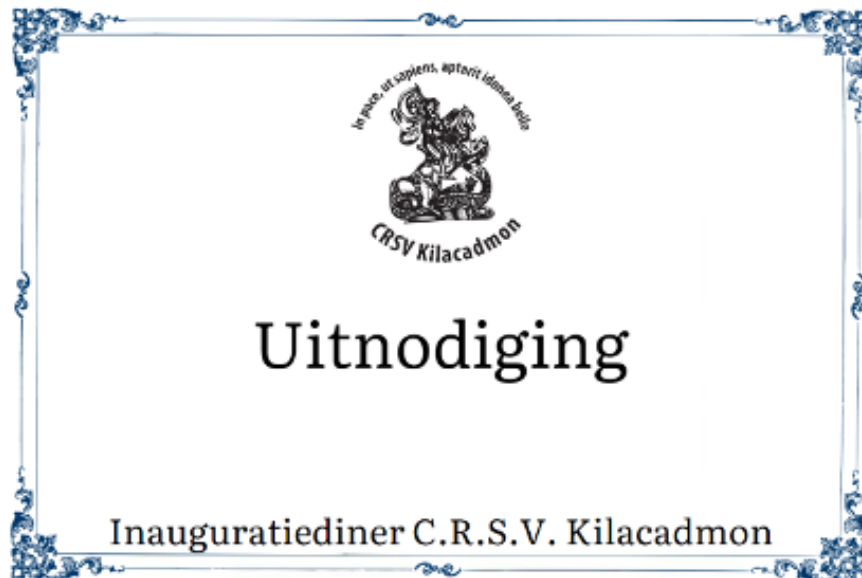 In pace, ut sapiens, aptarit idonea bello
CRSV Kilacadmon
Uitnodiging
Inauguratiediner C.R.S.V. Kilacadmon